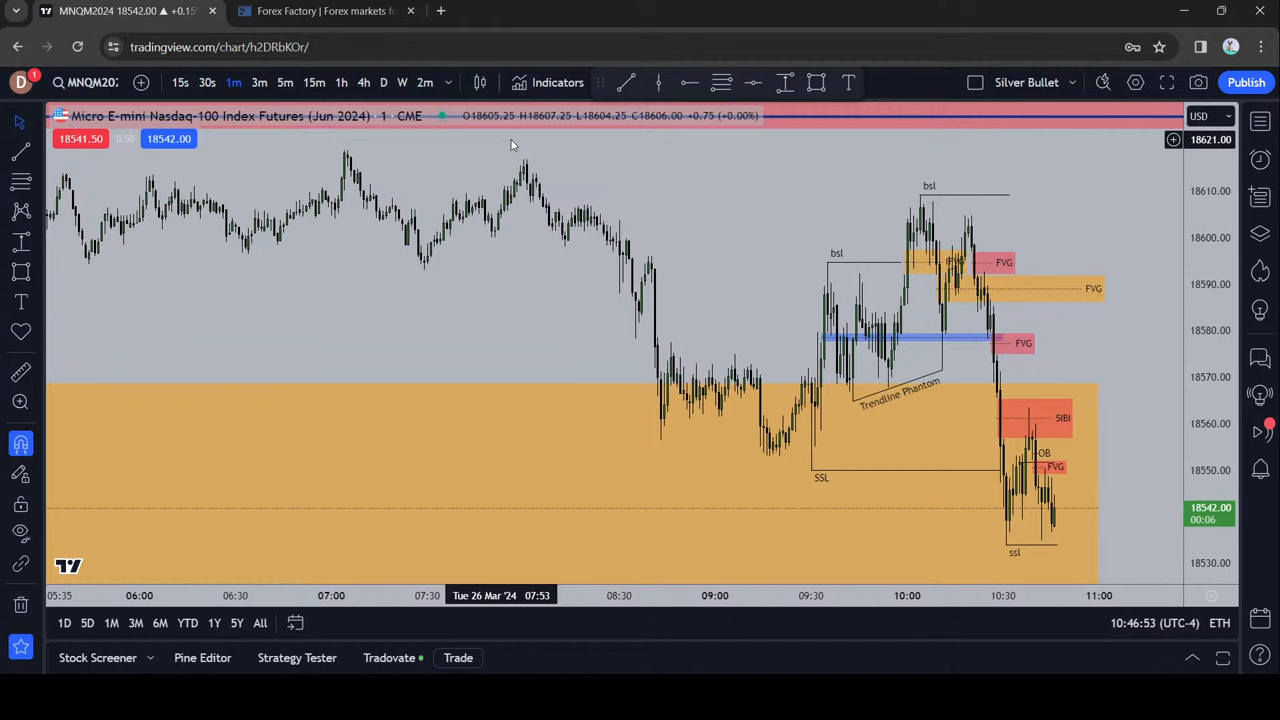 MNQM2024 18542.00 ▲ +0.15
Forex Factory | Forex markets fo
tradingview.com/chart/h2DRbKOr/
D
1
MNQM20
15s 30s 1m 3m 5m 15m 1h 4h D W 2m
Indicators
T
Silver Bullet
Publish
Micro E-mini Nasdaq-100 Index Futures (Jun 2024) · 1 · CME
O18605.25 H18607.25 L18604.25 C18606.00 +0.75 (+0.00%)
USD
18541.50 0.50 18542.00
18621.00
18610.00
18600.00
18590.00
18580.00
18570.00
18560.00
18550.00
18542.00
00:06
18530.00
bsl
bsl
FVG
FVG
FVG
FVG
Trendline Phantom
SIBI
OB
FVG
SSL
ssl
05:35 06:00 06:30 07:00 07:30 Tue 26 Mar '24 07:53 08:30 09:00 09:30 10:00 10:30 11:00
1D 5D 1M 3M 6M YTD 1Y 5Y All
10:46:53 (UTC-4) ETH
Stock Screener Pine Editor Strategy Tester Tradovate Trade